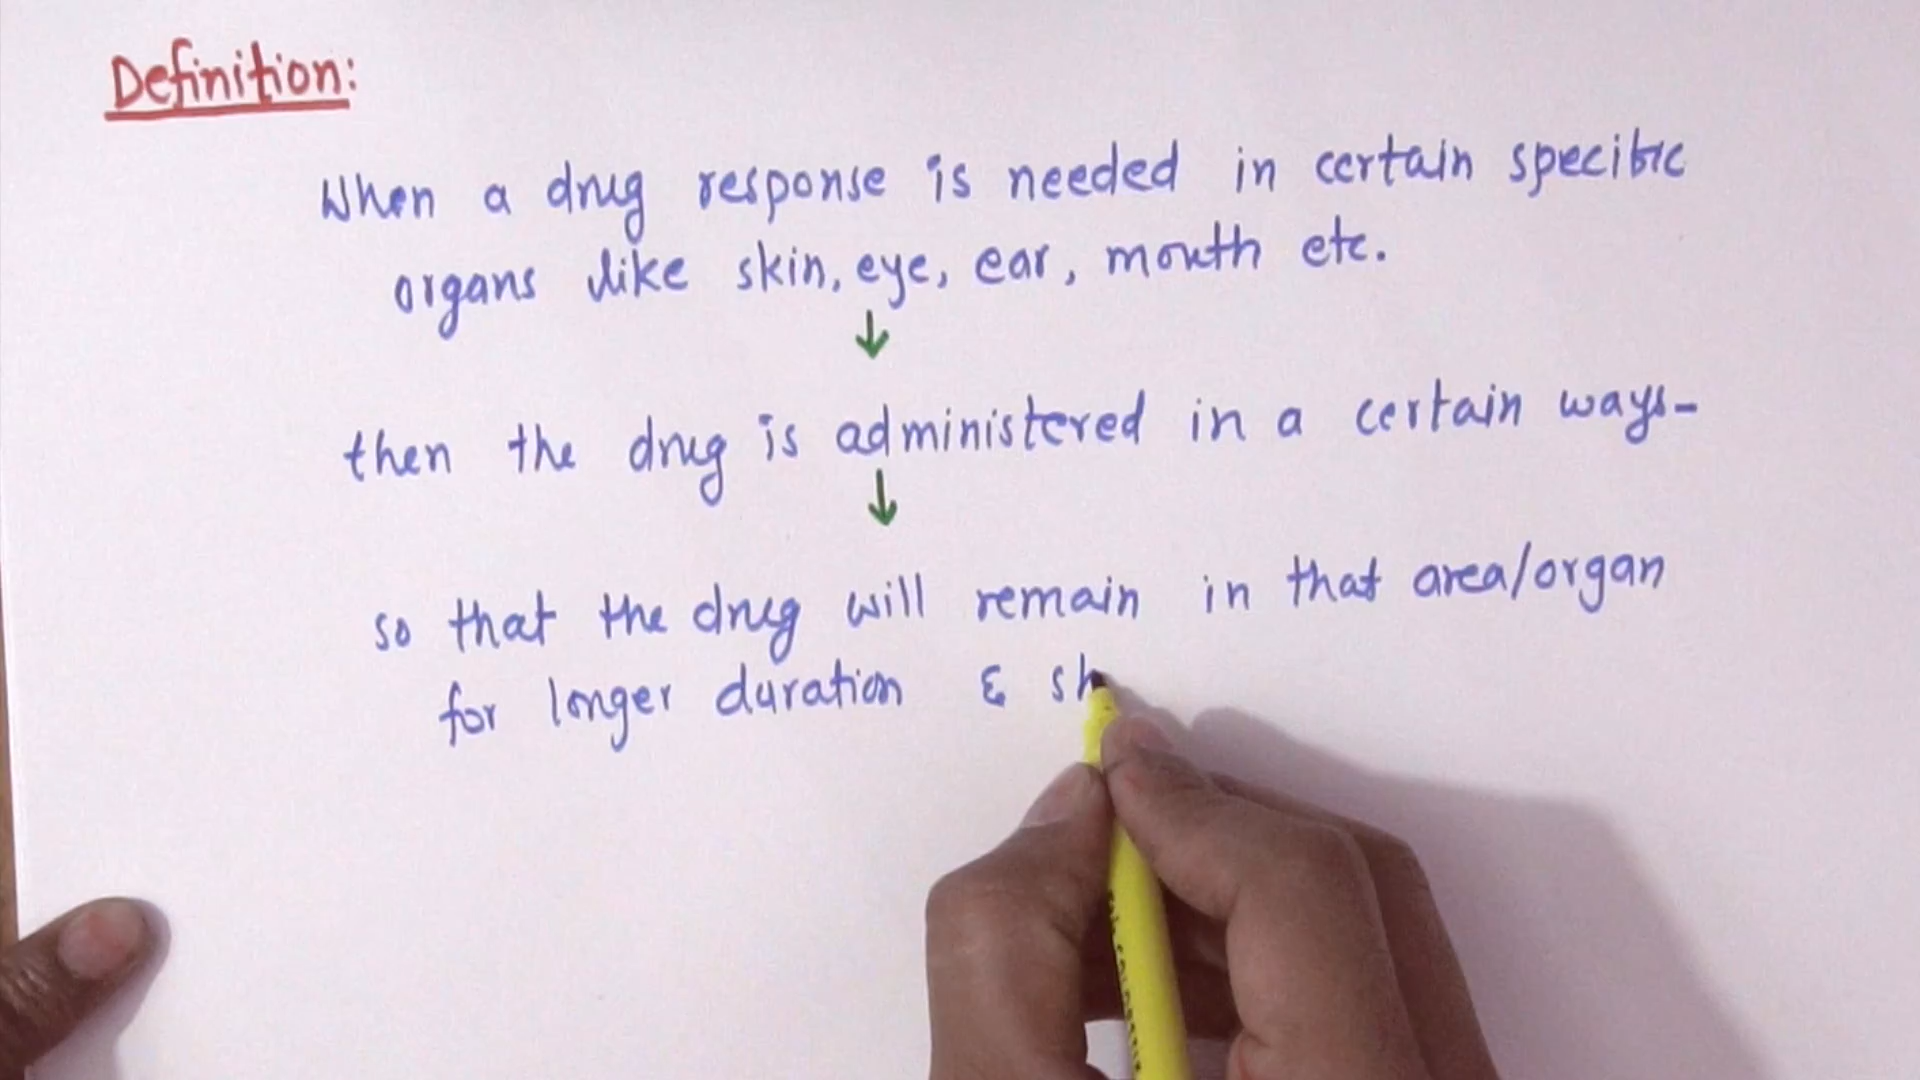 Definition:
When a drug response is needed in certain specific
organs like skin, eye, ear, mouth etc.
↓
then the drug is administered in a certain ways-
↓
so that the drug will remain in that area/organ
for longer duration & sh